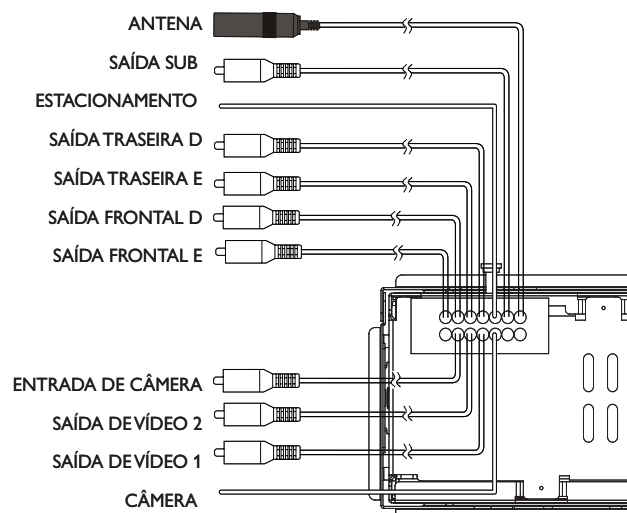 ANTENA
SAÍDA SUB
ESTACIONAMENTO
SAÍDA TRASEIRA D
SAÍDA TRASEIRA E
SAÍDA FRONTAL D
SAÍDA FRONTAL E
ENTRADA DE CÂMERA
SAÍDA DE VÍDEO 2
SAÍDA DE VÍDEO 1
CÂMERA